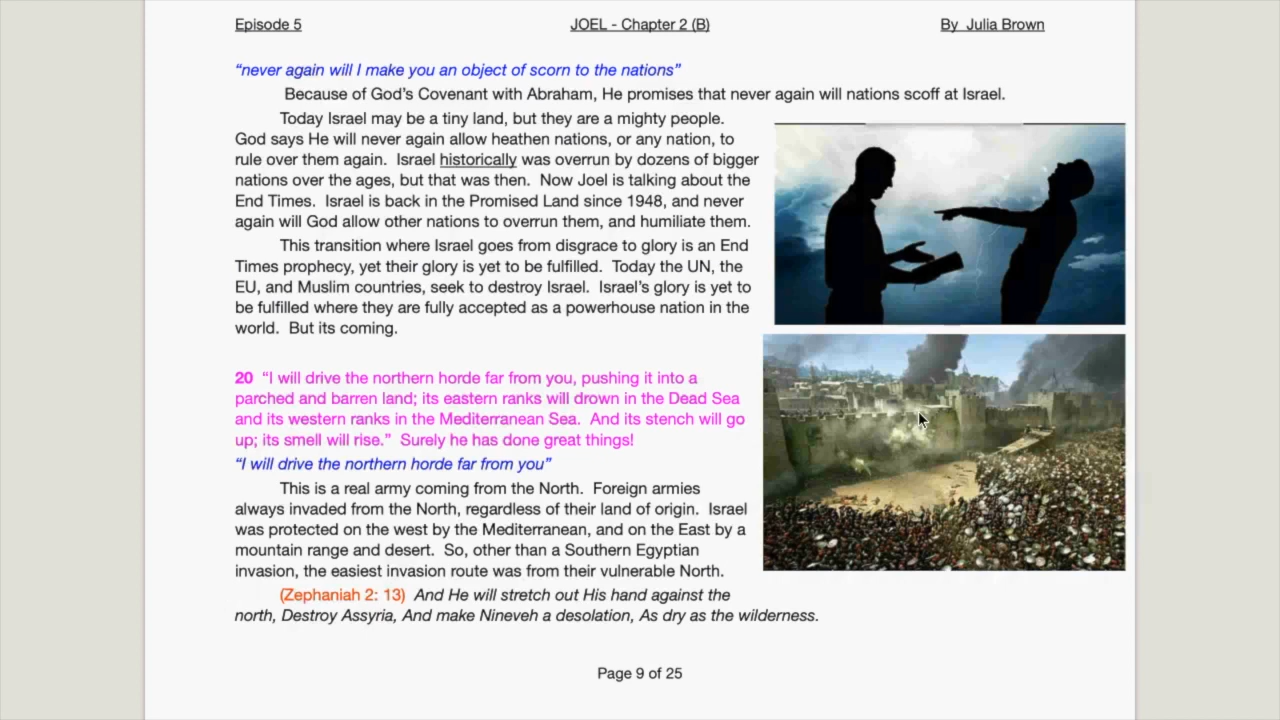 Episode 5 JOEL - Chapter 2 (B) By Julia Brown
“never again will I make you an object of scorn to the nations”
Because of God’s Covenant with Abraham, He promises that never again will nations scoff at Israel.
Today Israel may be a tiny land, but they are a mighty people.
God says He will never again allow heathen nations, or any nation, to
rule over them again. Israel historically was overrun by dozens of bigger
nations over the ages, but that was then. Now Joel is talking about the
End Times. Israel is back in the Promised Land since 1948, and never
again will God allow other nations to overrun them, and humiliate them.
This transition where Israel goes from disgrace to glory is an End
Times prophecy, yet their glory is yet to be fulfilled. Today the UN, the
EU, and Muslim countries, seek to destroy Israel. Israel’s glory is yet to
be fulfilled where they are fully accepted as a powerhouse nation in the
world. But its coming.
20 “I will drive the northern horde far from you, pushing it into a
parched and barren land; its eastern ranks will drown in the Dead Sea
and its western ranks in the Mediterranean Sea. And its stench will go
up; its smell will rise.” Surely he has done great things!
“I will drive the northern horde far from you”
This is a real army coming from the North. Foreign armies
always invaded from the North, regardless of their land of origin. Israel
was protected on the west by the Mediterranean, and on the East by a
mountain range and desert. So, other than a Southern Egyptian
invasion, the easiest invasion route was from their vulnerable North.
(Zephaniah 2: 13) And He will stretch out His hand against the
north, Destroy Assyria, And make Nineveh a desolation, As dry as the wilderness.
Page 9 of 25